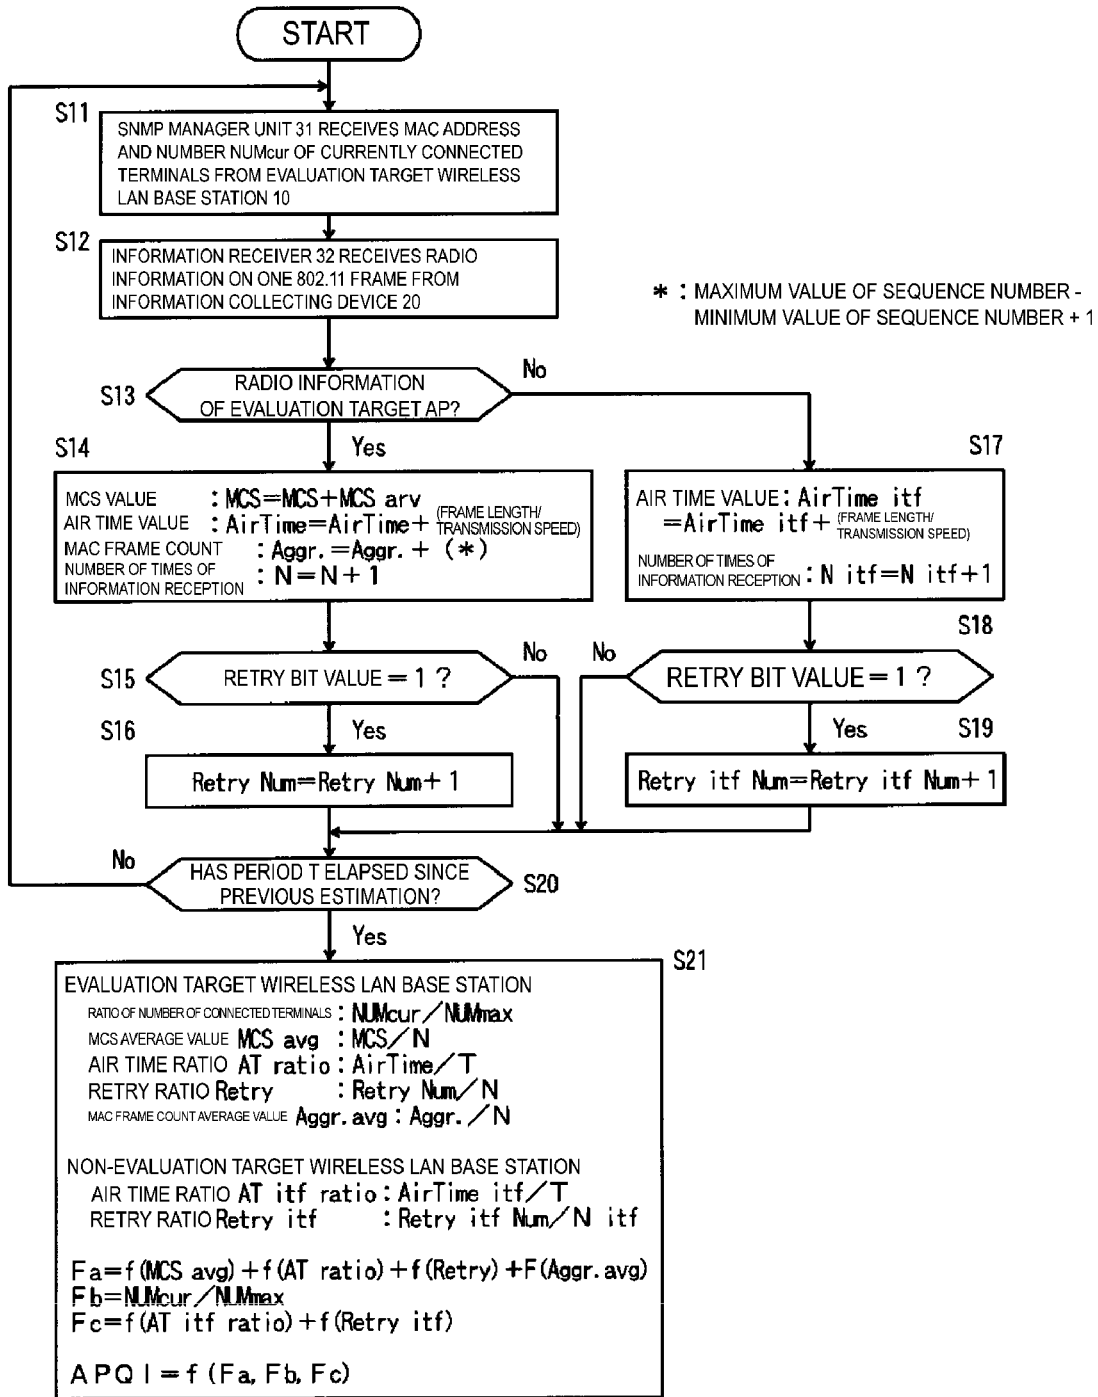 START
S11
SNMP MANAGER UNIT 31 RECEIVES MAC ADDRESS
AND NUMBER NUMcur OF CURRENTLY CONNECTED
TERMINALS FROM EVALUATION TARGET WIRELESS
LAN BASE STATION 10
S12
INFORMATION RECEIVER 32 RECEIVES RADIO
INFORMATION ON ONE 802.11 FRAME FROM
INFORMATION COLLECTING DEVICE 20
* : MAXIMUM VALUE OF SEQUENCE NUMBER -
MINIMUM VALUE OF SEQUENCE NUMBER + 1
S13
RADIO INFORMATION
OF EVALUATION TARGET AP?
No
Yes
S14
MCS VALUE : MCS=MCS+MCS arv
AIR TIME VALUE : AirTime=AirTime+ (FRAME LENGTH/
TRANSMISSION SPEED)
MAC FRAME COUNT : Aggr.=Aggr.+ (*)
NUMBER OF TIMES OF
INFORMATION RECEPTION : N=N+1
S17
AIR TIME VALUE : AirTime itf
=AirTime itf+ (FRAME LENGTH/
TRANSMISSION SPEED)
NUMBER OF TIMES OF
INFORMATION RECEPTION : N itf=N itf+1
S15
RETRY BIT VALUE = 1 ?
No
Yes
S18
No
RETRY BIT VALUE = 1 ?
Yes
S16
Retry Num=Retry Num+1
S19
Retry itf Num=Retry itf Num+1
No
HAS PERIOD T ELAPSED SINCE
PREVIOUS ESTIMATION?
S20
Yes
S21
EVALUATION TARGET WIRELESS LAN BASE STATION
RATIO OF NUMBER OF CONNECTED TERMINALS : NUMcur/NUMmax
MCS AVERAGE VALUE MCS avg : MCS/N
AIR TIME RATIO AT ratio : AirTime/T
RETRY RATIO Retry : Retry Num/N
MAC FRAME COUNT AVERAGE VALUE Aggr.avg : Aggr./N
NON-EVALUATION TARGET WIRELESS LAN BASE STATION
AIR TIME RATIO AT itf ratio : AirTime itf/T
RETRY RATIO Retry itf : Retry itf Num/N itf
Fa=f(MCS avg)+f(AT ratio)+f(Retry)+F(Aggr.avg)
Fb=NUMcur/NUMmax
Fc=f(AT itf ratio)+f(Retry itf)
APQI=f(Fa, Fb, Fc)